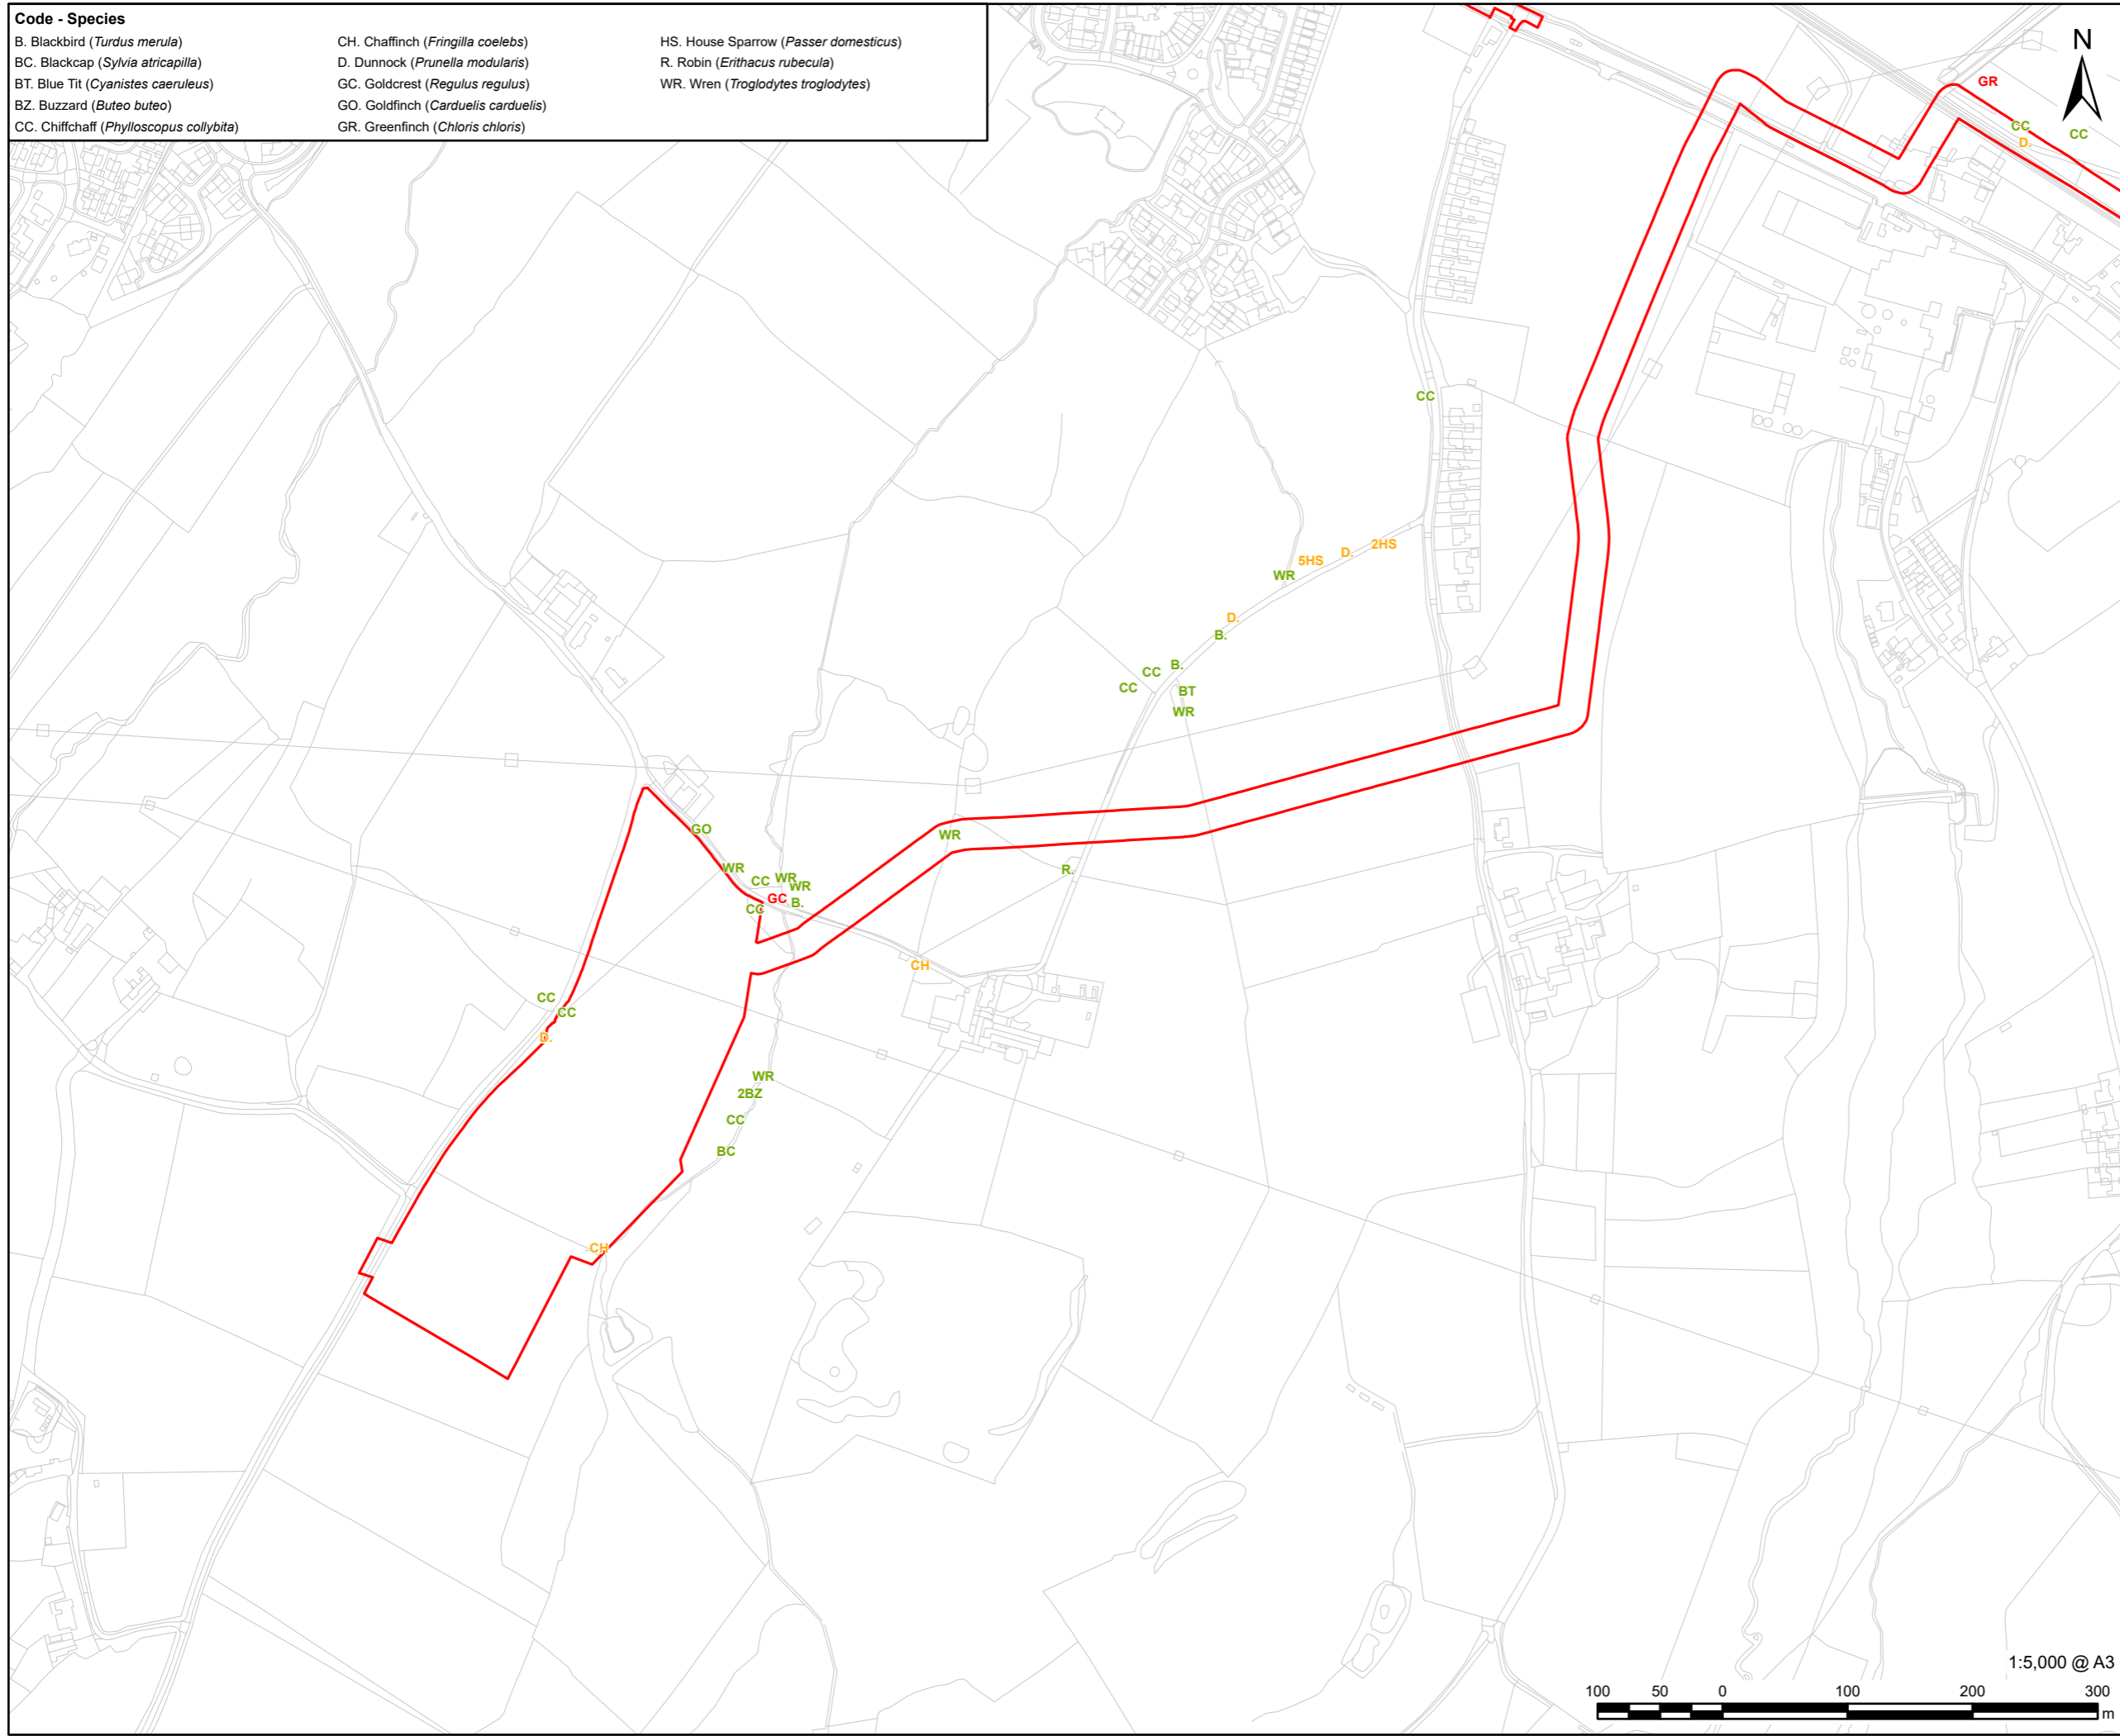 Code - Species
B. Blackbird (Turdus merula)
BC. Blackcap (Sylvia atricapilla)
BT. Blue Tit (Cyanistes caeruleus)
BZ. Buzzard (Buteo buteo)
CC. Chiffchaff (Phylloscopus collybita)
CH. Chaffinch (Fringilla coelebs)
D. Dunnock (Prunella modularis)
GC. Goldcrest (Regulus regulus)
GO. Goldfinch (Carduelis carduelis)
GR. Greenfinch (Chloris chloris)
HS. House Sparrow (Passer domesticus)
R. Robin (Erithacus rubecula)
WR. Wren (Troglodytes troglodytes)
N
GR
CC
CC
D.
CC
2HS
D.
5HS
WR
D.
B.
B.
CC
CC
BT
WR
GO
WR
WR
R.
CC
WR
WR
GC
B.
CC
CH
CC
CC
D.
WR
2BZ
CC
BC
CH
1:5,000 @ A3
100 50 0 100 200 300
m